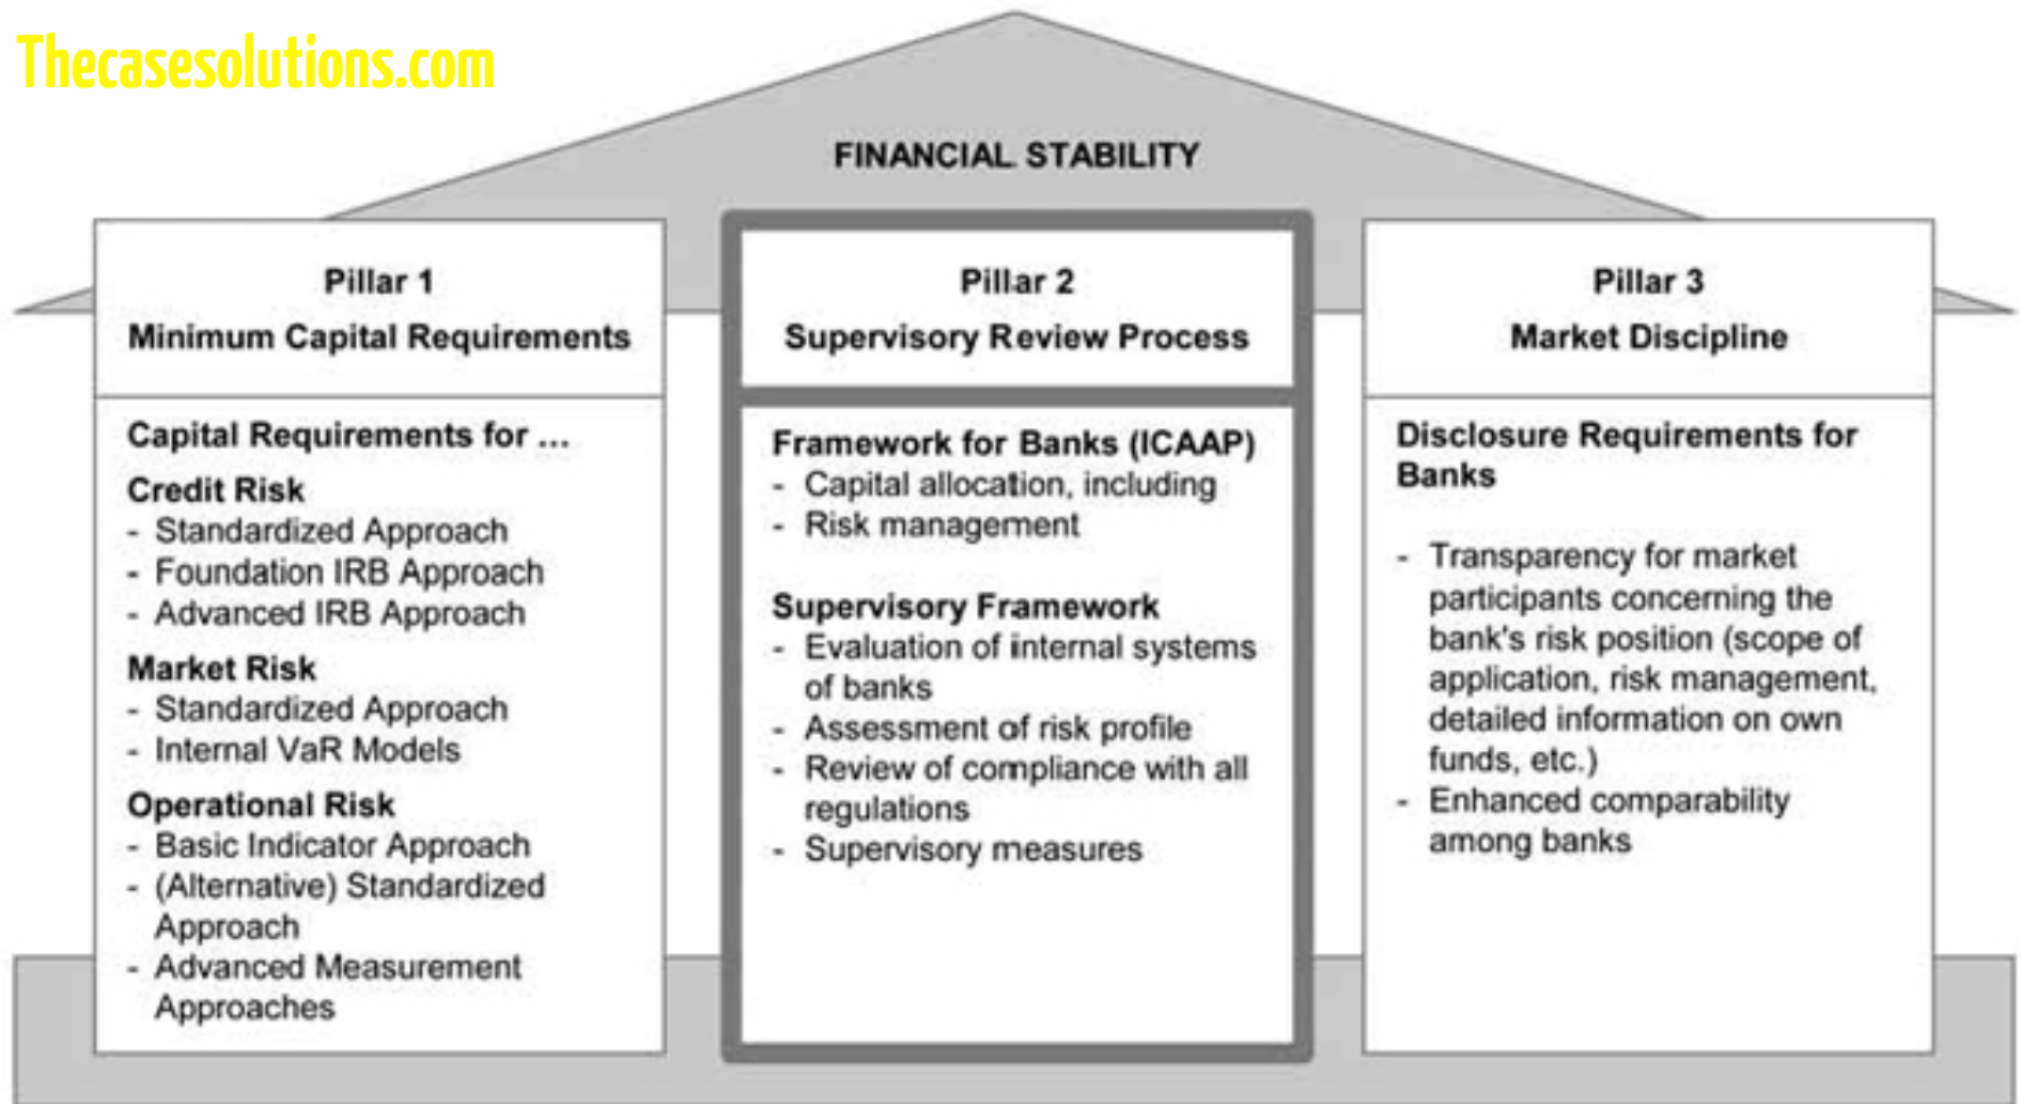 Thecasesolutions.com
FINANCIAL STABILITY
Pillar 1
Minimum Capital Requirements
Capital Requirements for ...
Credit Risk
- Standardized Approach
- Foundation IRB Approach
- Advanced IRB Approach
Market Risk
- Standardized Approach
- Internal VaR Models
Operational Risk
- Basic Indicator Approach
- (Alternative) Standardized
Approach
- Advanced Measurement
Approaches
Pillar 2
Supervisory Review Process
Framework for Banks (ICAAP)
- Capital allocation, including
- Risk management
Supervisory Framework
- Evaluation of internal systems
of banks
- Assessment of risk profile
- Review of compliance with all
regulations
- Supervisory measures
Pillar 3
Market Discipline
Disclosure Requirements for
Banks
- Transparency for market
participants concerning the
bank's risk position (scope of
application, risk management,
detailed information on own
funds, etc.)
- Enhanced comparability
among banks